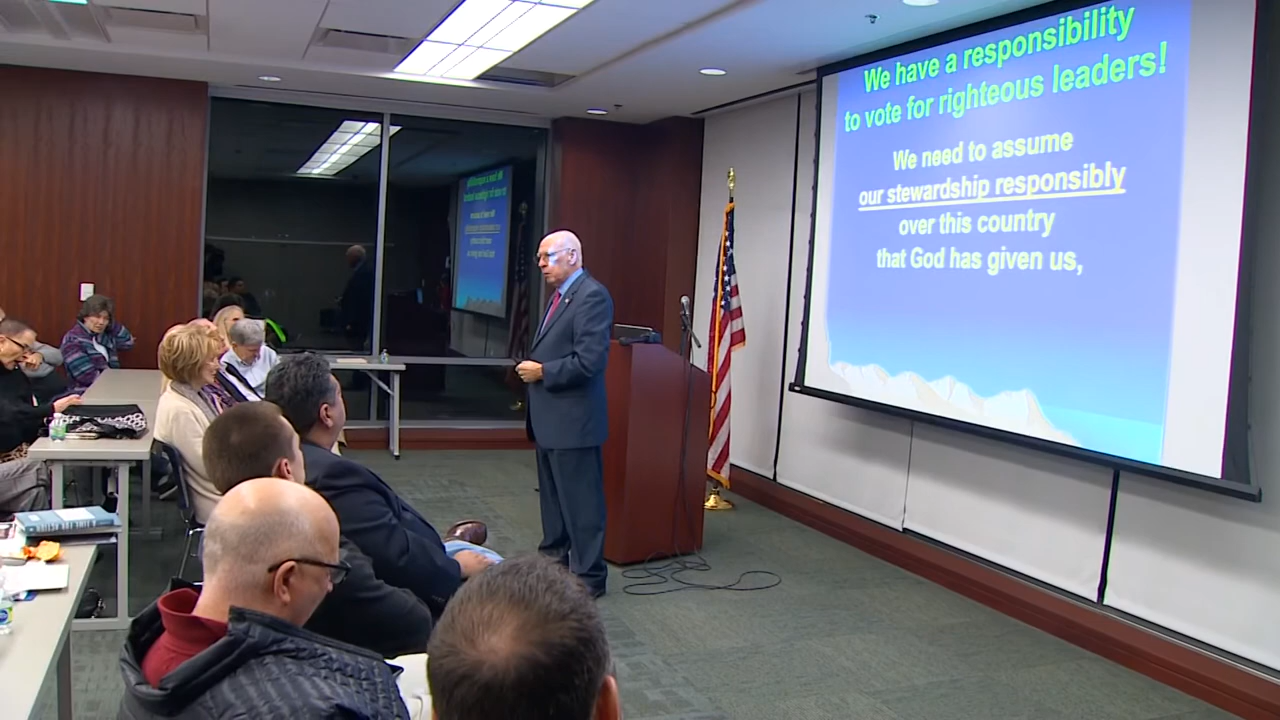 We have a responsibility
to vote for righteous leaders!
We need to assume
our stewardship responsibly
over this country
that God has given us,